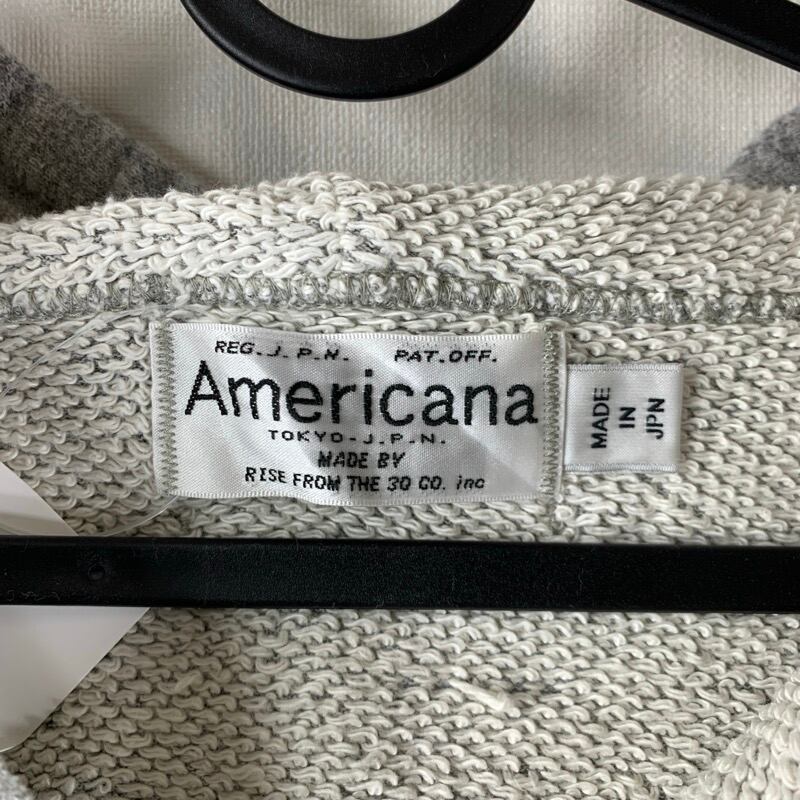 REG.J.P.N. PAT.OFF.
Americana
TOKYO-J.P.N.
MADE BY
RISE FROM THE 30 CO. inc
MADE
IN
JPN